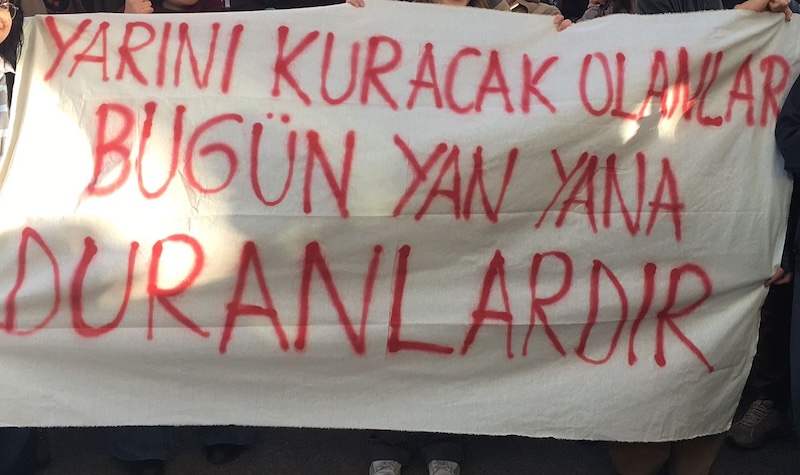 YARINI KURACAK OLANLAR
BUGÜN YAN YANA
DURANLARDIR